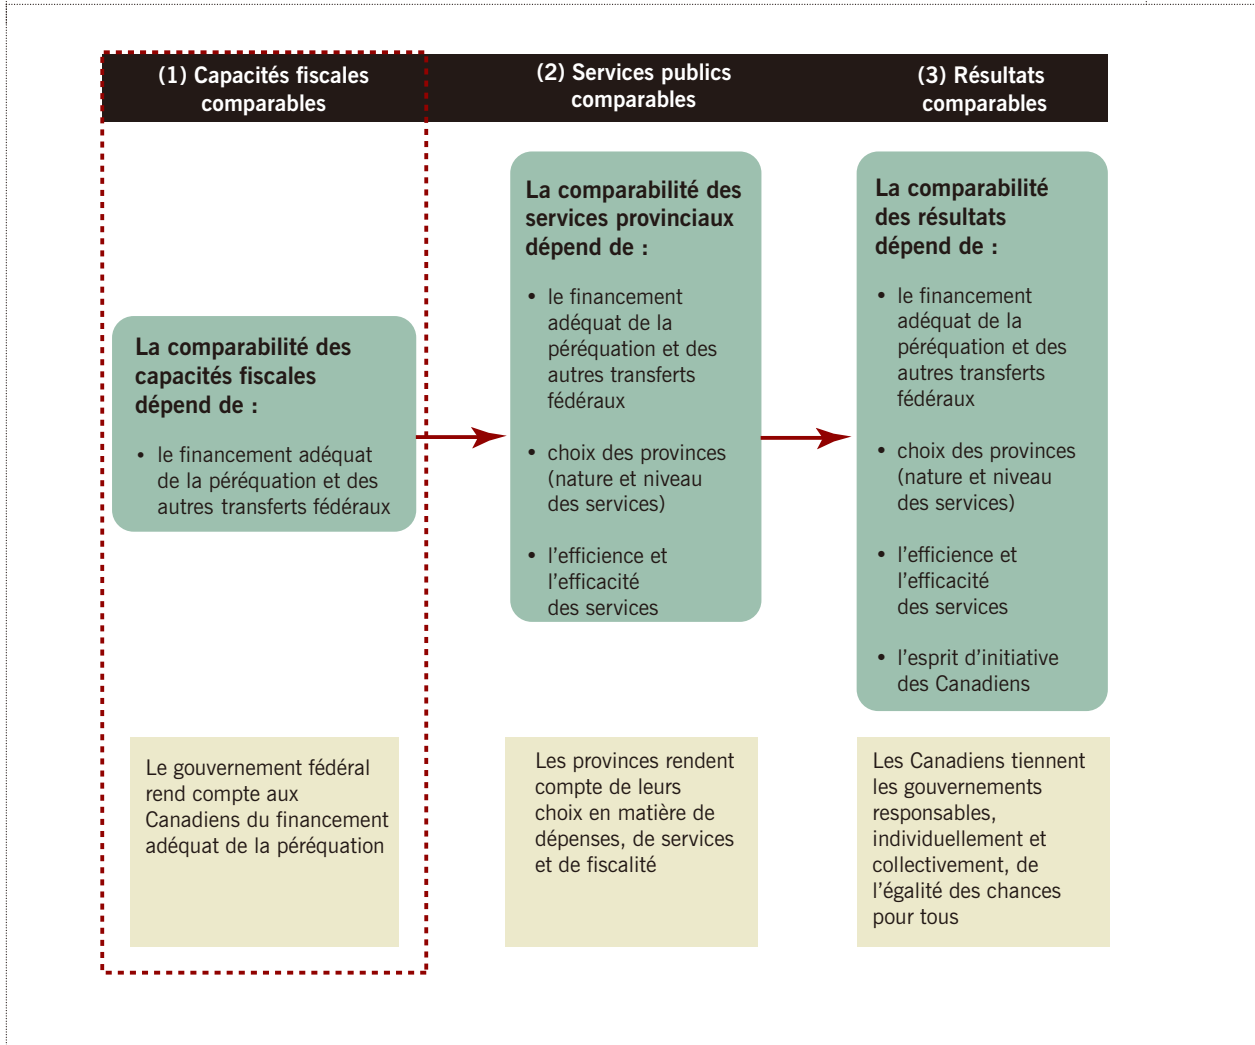 (1) Capacités fiscales
comparables
(2) Services publics
comparables
(3) Résultats
comparables
La comparabilité des
capacités fiscales
dépend de :
• le financement adéquat
de la péréquation et des
autres transferts fédéraux
La comparabilité des
services provinciaux
dépend de :
• le financement
adéquat de la
péréquation et des
autres transferts
fédéraux
• choix des provinces
(nature et niveau
des services)
• l’efficience et
l’efficacité
des services
La comparabilité
des résultats
dépend de :
• le financement
adéquat de la
péréquation et des
autres transferts
fédéraux
• choix des provinces
(nature et niveau
des services)
• l’efficience et
l’efficacité
des services
• l’esprit d’initiative
des Canadiens
Le gouvernement fédéral
rend compte aux
Canadiens du financement
adéquat de la péréquation
Les provinces rendent
compte de leurs
choix en matière de
dépenses, de services
et de fiscalité
Les Canadiens tiennent
les gouvernements
responsables,
individuellement et
collectivement, de
l’égalité des chances
pour tous